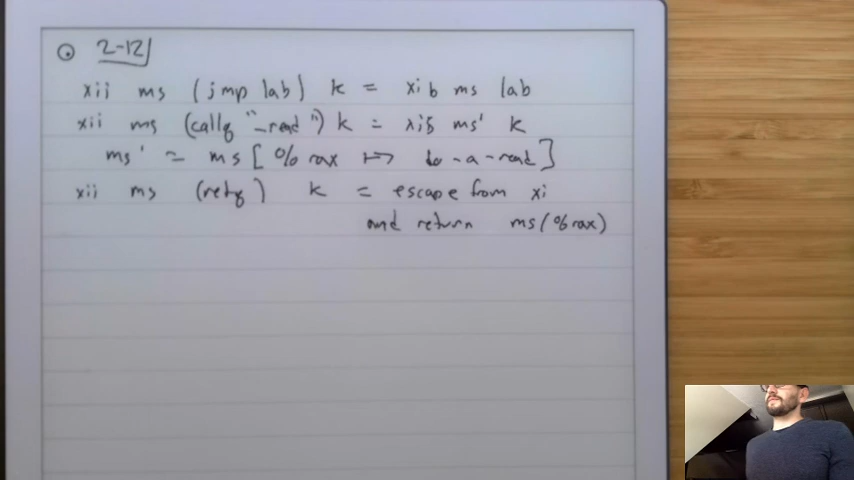 ⊙ 2-12/
xii ms (jmp lab) k = xib ms lab
xii ms (callq "_read") k = xib ms' k
ms' = ms[%rax ↦ do-a-read]
xii ms (retq) k = escape from xi
and return ms(%rax)